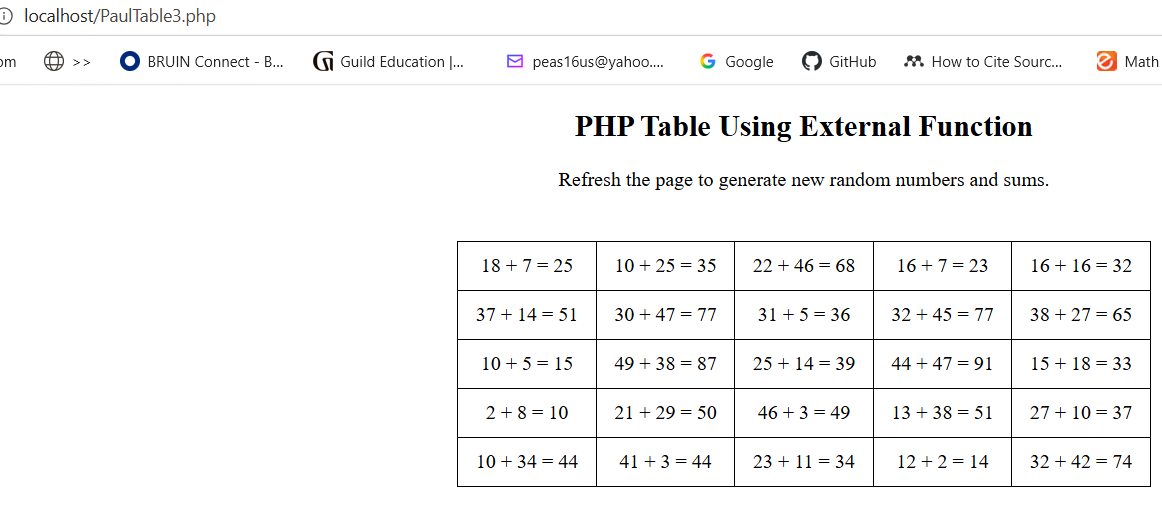 localhost/PaulTable3.php
om >> BRUIN Connect - B... Guild Education |... peas16us@yahoo.... Google GitHub How to Cite Sourc... Math
PHP Table Using External Function
Refresh the page to generate new random numbers and sums.
18 + 7 = 25 10 + 25 = 35 22 + 46 = 68 16 + 7 = 23 16 + 16 = 32
37 + 14 = 51 30 + 47 = 77 31 + 5 = 36 32 + 45 = 77 38 + 27 = 65
10 + 5 = 15 49 + 38 = 87 25 + 14 = 39 44 + 47 = 91 15 + 18 = 33
2 + 8 = 10 21 + 29 = 50 46 + 3 = 49 13 + 38 = 51 27 + 10 = 37
10 + 34 = 44 41 + 3 = 44 23 + 11 = 34 12 + 2 = 14 32 + 42 = 74